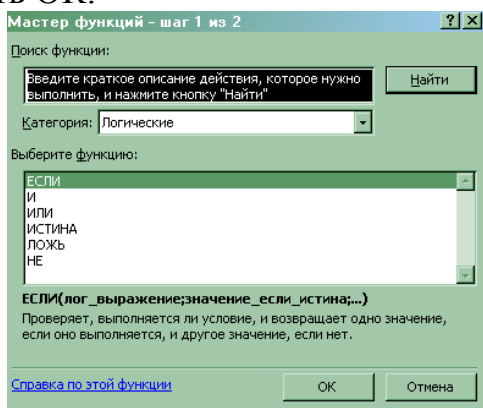 ь ОК.
Мастер функций - шаг 1 из 2
Поиск функции:
Введите краткое описание действия, которое нужно
выполнить, и нажмите кнопку "Найти"
Найти
Категория: Логические
Выберите функцию:
ЕСЛИ
И
ИЛИ
ИСТИНА
ЛОЖЬ
НЕ
ЕСЛИ(лог_выражение;значение_если_истина;...)
Проверяет, выполняется ли условие, и возвращает одно значение,
если оно выполняется, и другое значение, если нет.
Справка по этой функции
ОК
Отмена